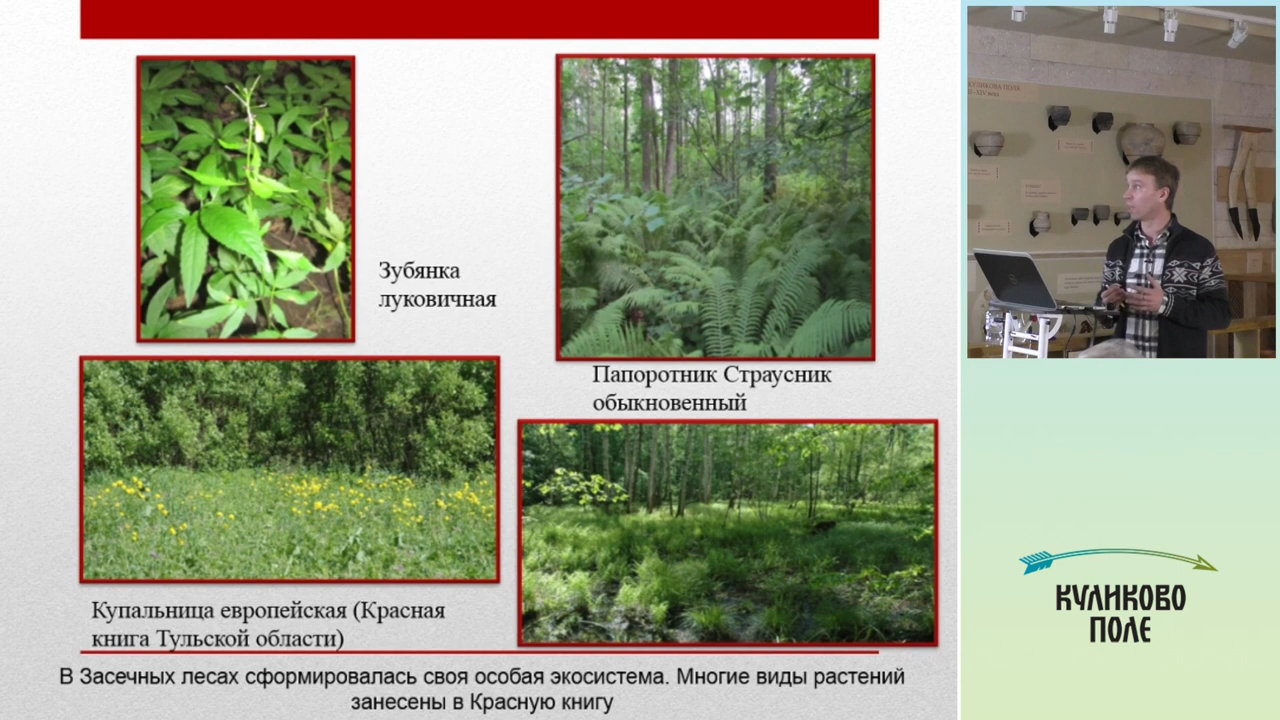 Зубянка
луковичная
Папоротник Страусник
обыкновенный
Купальница европейская (Красная
книга Тульской области)
В Засечных лесах сформировалась своя особая экосистема. Многие виды растений
занесены в Красную книгу
КУЛИКОВО
ПОЛЕ